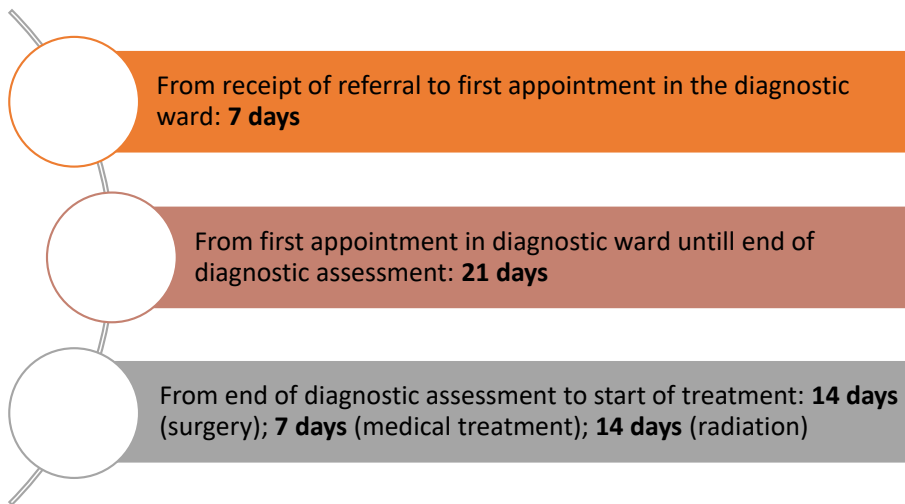 From receipt of referral to first appointment in the diagnostic
ward: 7 days
From first appointment in diagnostic ward untill end of
diagnostic assessment: 21 days
From end of diagnostic assessment to start of treatment: 14 days
(surgery); 7 days (medical treatment); 14 days (radiation)